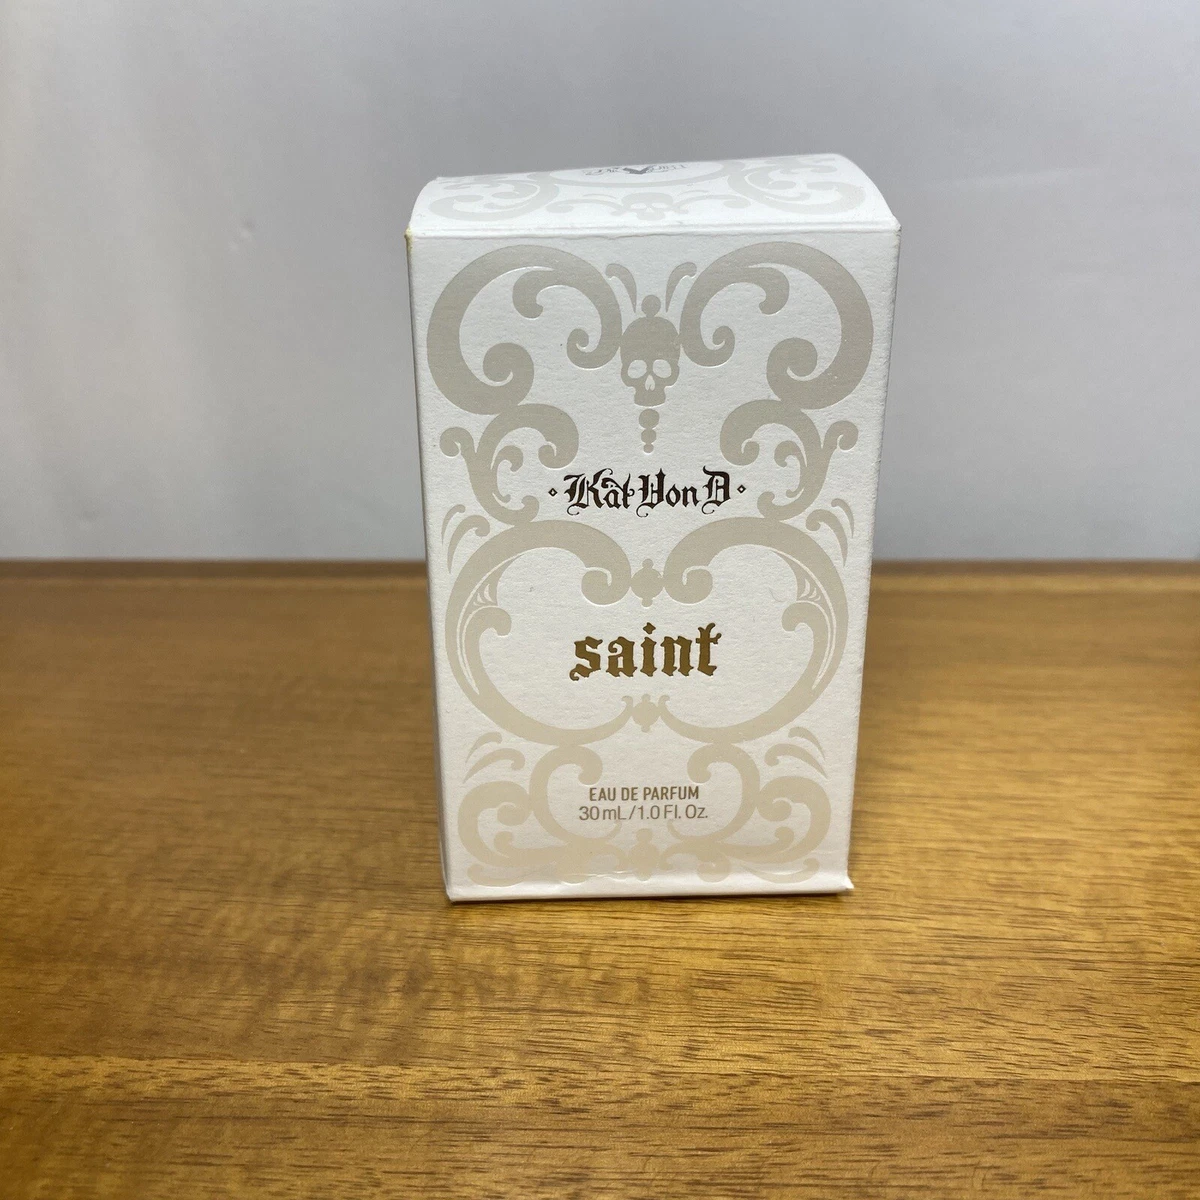 Kat Von D
saint
EAU DE PARFUM
30 mL/1.0 Fl. Oz.